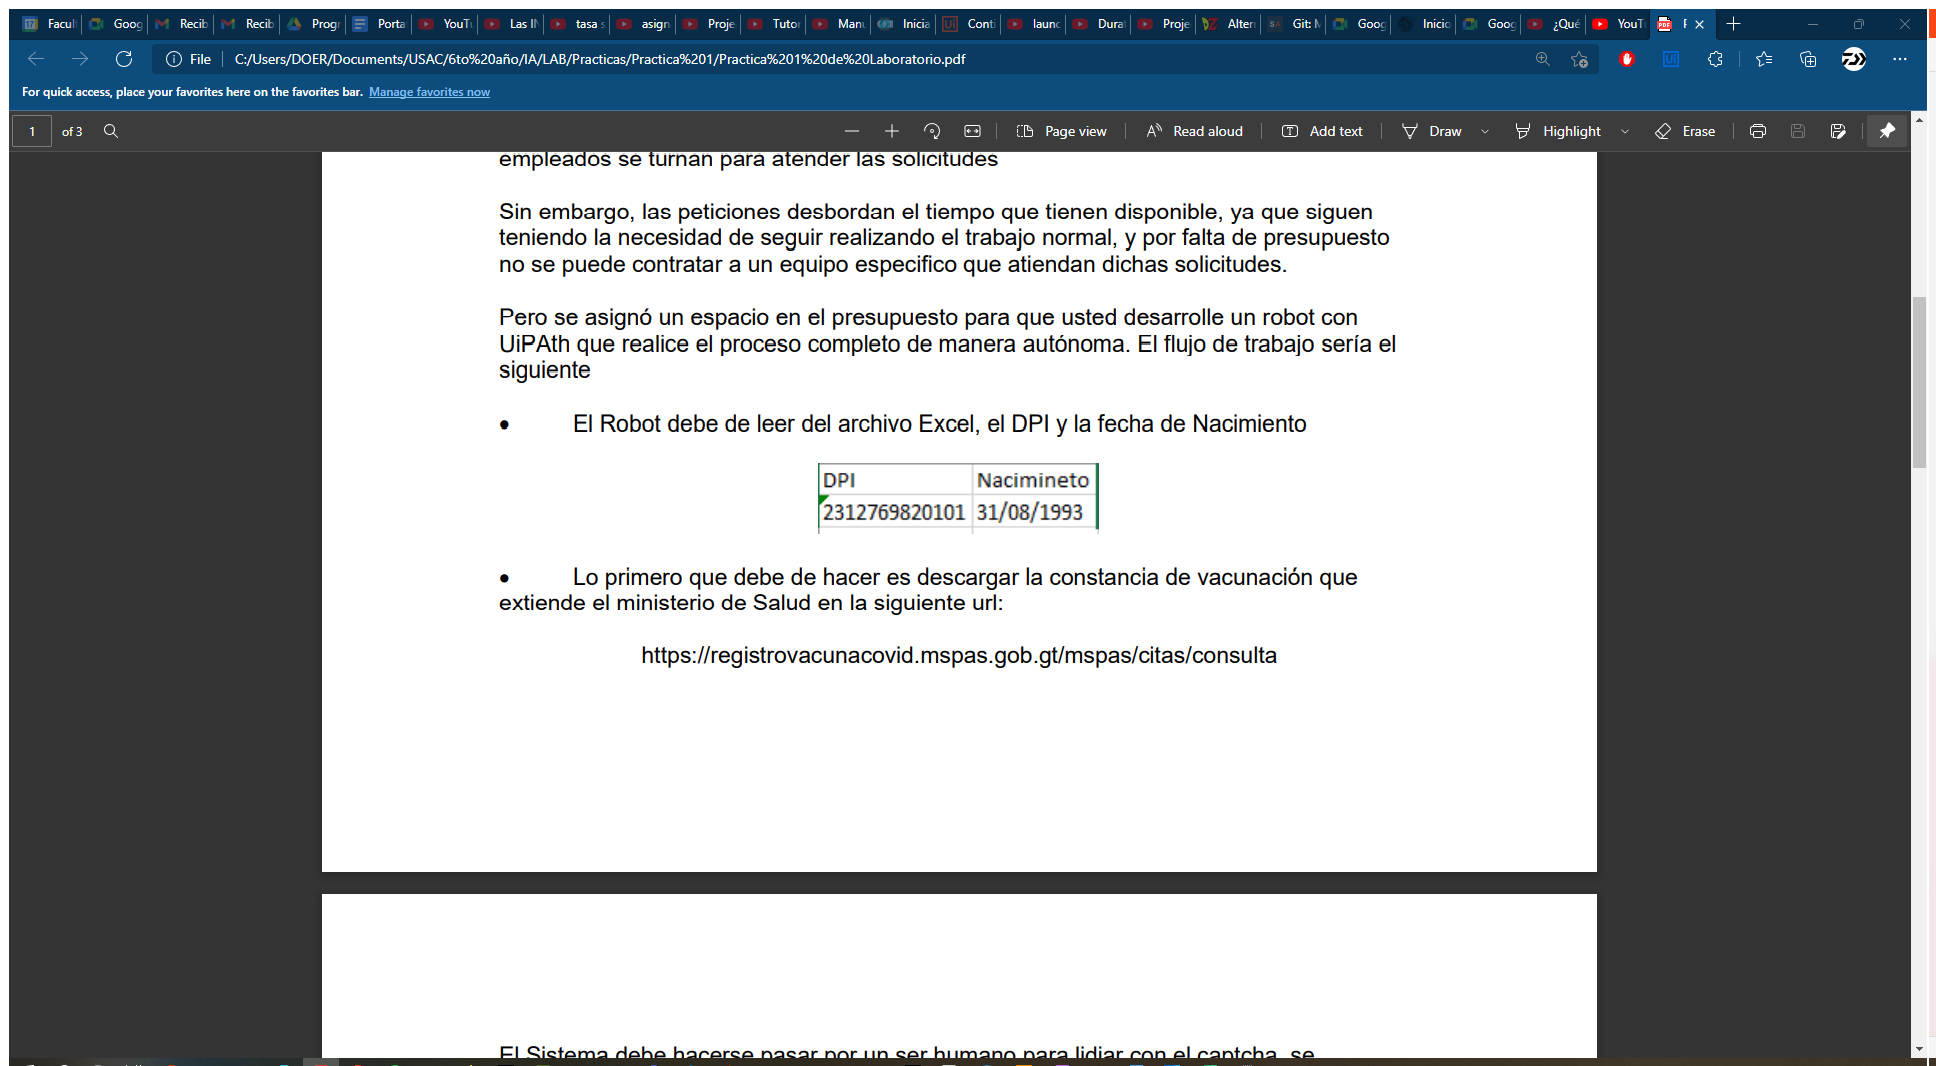 Facul Goog Recib Recib Progr Porta YouTu Las IN tasa s asign Proje Tutor Manu Inicia Conti launc Durat Proje Alter Git: M Goog Inicio Goog ¿Qué YouT
File C:/Users/DOER/Documents/USAC/6to%20año/IA/LAB/Practicas/Practica%201/Practica%201%20de%20Laboratorio.pdf
For quick access, place your favorites here on the favorites bar. Manage favorites now
1 of 3 Page view Read aloud Add text Draw Highlight Erase
empleados se turnan para atender las solicitudes
Sin embargo, las peticiones desbordan el tiempo que tienen disponible, ya que siguen
teniendo la necesidad de seguir realizando el trabajo normal, y por falta de presupuesto
no se puede contratar a un equipo especifico que atiendan dichas solicitudes.
Pero se asignó un espacio en el presupuesto para que usted desarrolle un robot con
UiPAth que realice el proceso completo de manera autónoma. El flujo de trabajo sería el
siguiente
• El Robot debe de leer del archivo Excel, el DPI y la fecha de Nacimiento
DPI Nacimineto
2312769820101 31/08/1993
• Lo primero que debe de hacer es descargar la constancia de vacunación que
extiende el ministerio de Salud en la siguiente url:
https://registrovacunacovid.mspas.gob.gt/mspas/citas/consulta
El Sistema debe hacerse pasar por un ser humano para lidiar con el captcha, se